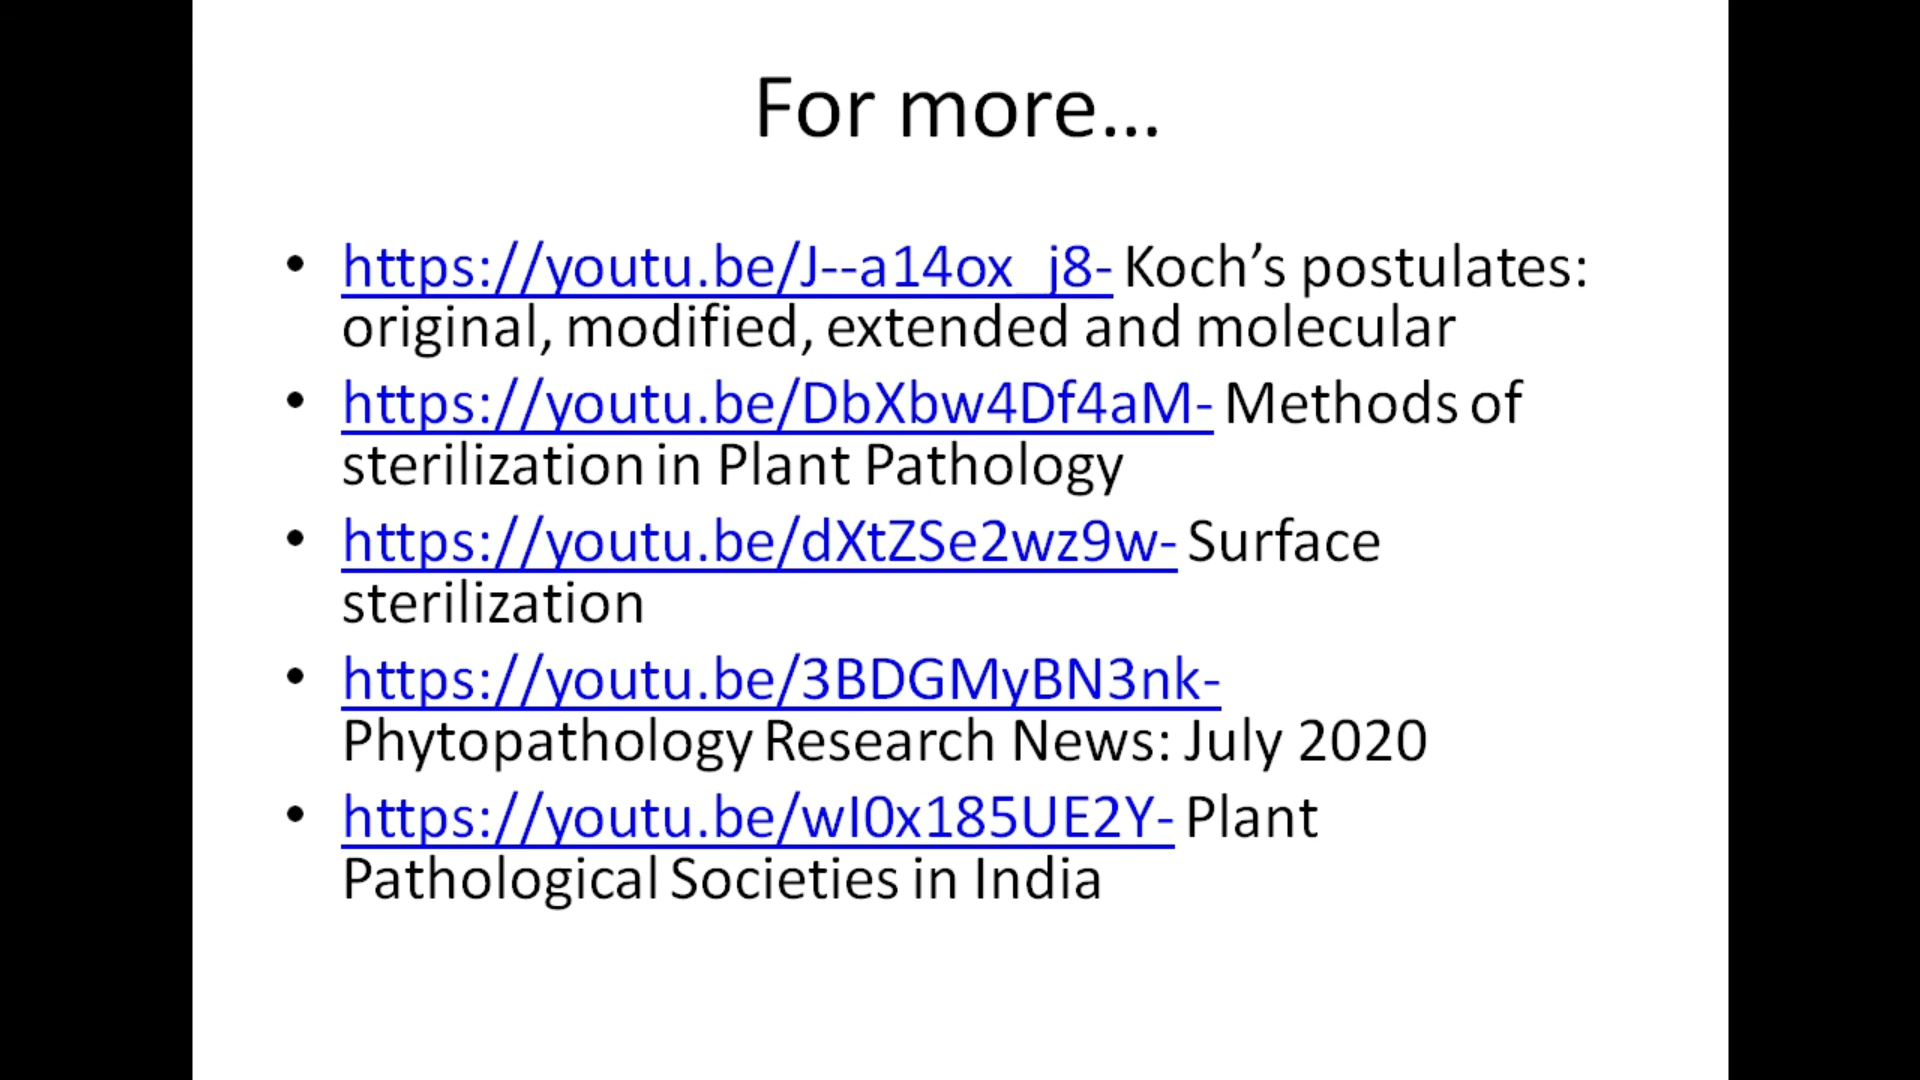 For more...
• https://youtu.be/J--a14ox_j8- Koch’s postulates:
original, modified, extended and molecular
• https://youtu.be/DbXbw4Df4aM- Methods of
sterilization in Plant Pathology
• https://youtu.be/dXtZSe2wz9w- Surface
sterilization
• https://youtu.be/3BDGMyBN3nk-
Phytopathology Research News: July 2020
• https://youtu.be/wI0x185UE2Y- Plant
Pathological Societies in India